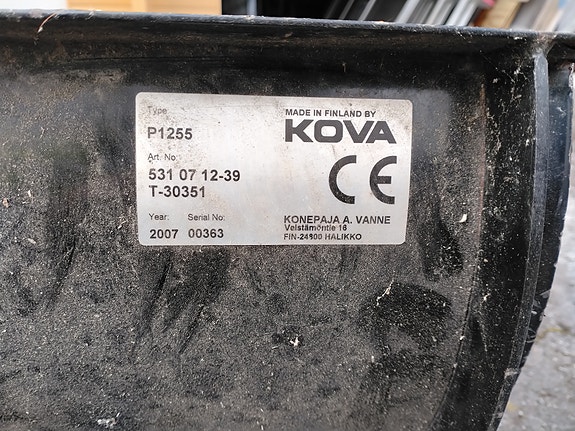 Type
MADE IN FINLAND BY
P1255
KOVA
Art. No
531 07 12-39
T-30351
CE
Year: Serial No:
2007 00363
KONEPAJA A. VANNE
Veistämöntie 16
FIN-24800 HALIKKO